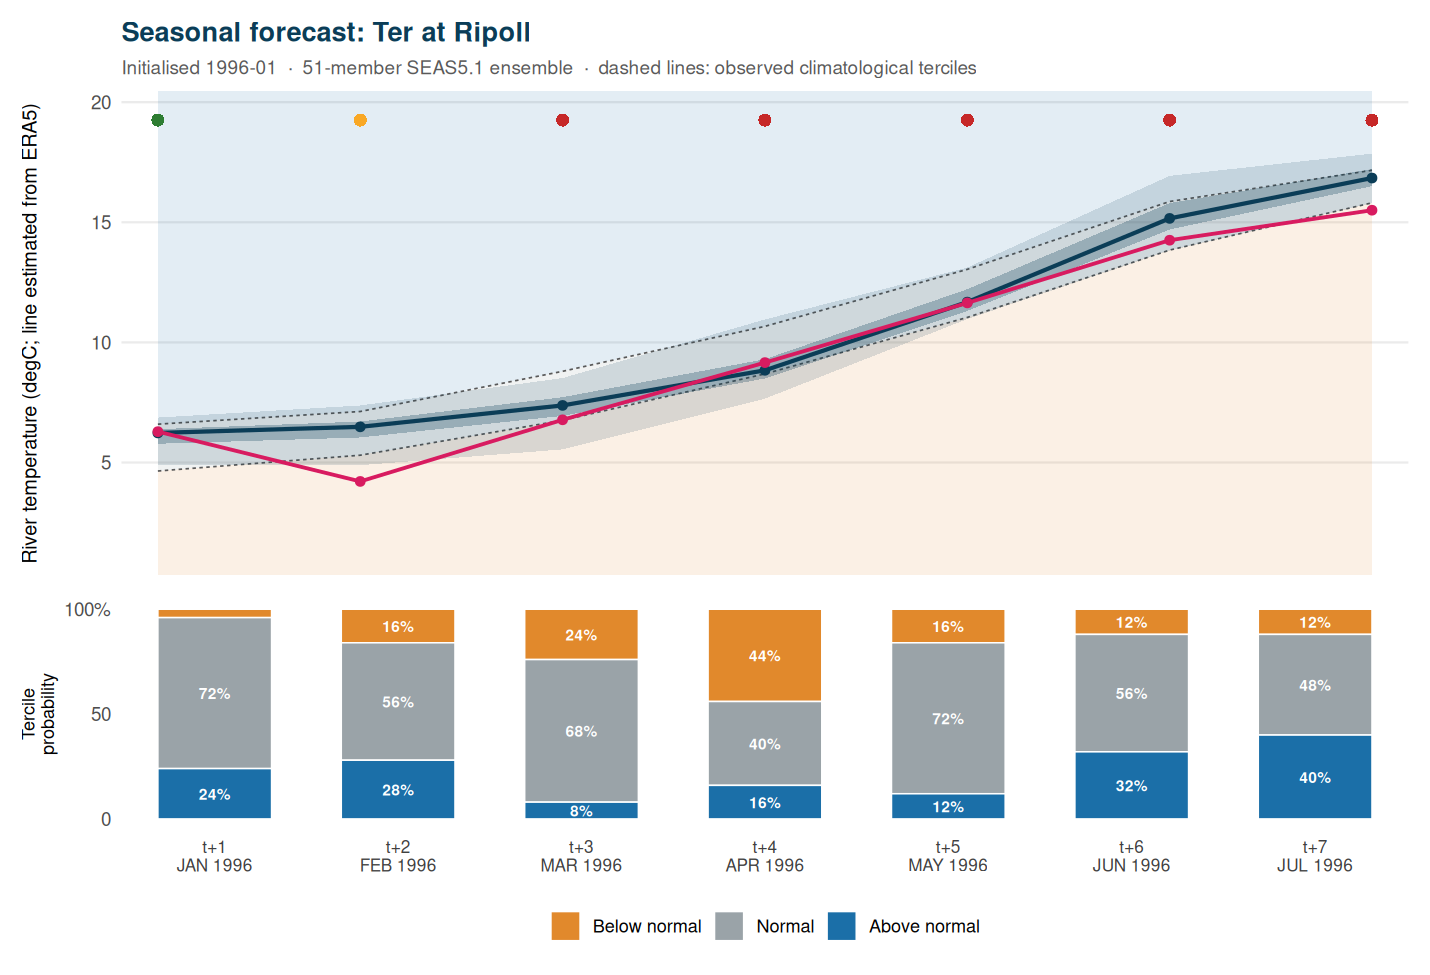 Seasonal forecast: Ter at Ripoll
Initialised 1996-01 · 51-member SEAS5.1 ensemble · dashed lines: observed climatological terciles
River temperature (degC; line estimated from ERA5)
20
15
10
5
Tercile
probability
100%
50
0
16% 24% 44% 16% 12% 12%
72% 56% 68% 40% 72% 56% 48%
24% 28% 8% 16% 12% 32% 40%
t+1 t+2 t+3 t+4 t+5 t+6 t+7
JAN 1996 FEB 1996 MAR 1996 APR 1996 MAY 1996 JUN 1996 JUL 1996
Below normal Normal Above normal